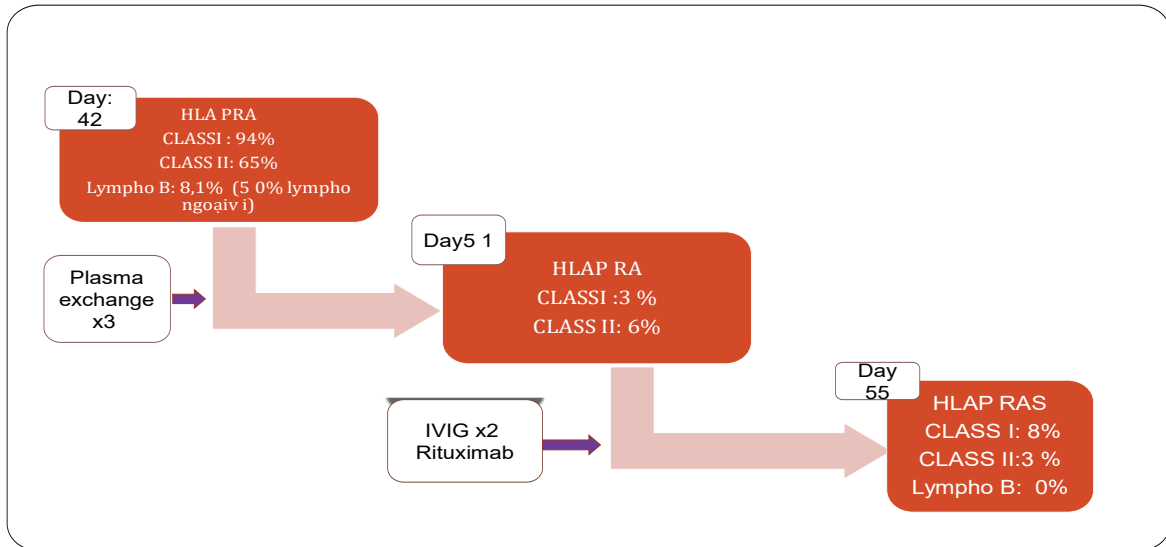 Day:
42
HLA PRA
CLASSI : 94%
CLASS II: 65%
Lympho B: 8,1% (5 0% lympho
ngoạiv i)
Plasma
exchange
x3
Day5 1
HLAP RA
CLASSI :3 %
CLASS II: 6%
IVIG x2
Rituximab
Day
55
HLAP RAS
CLASS I: 8%
CLASS II:3 %
Lympho B: 0%